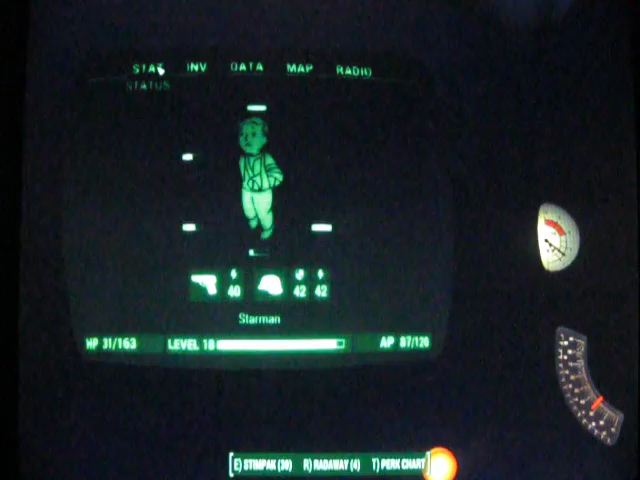 STAT INV DATA MAP RADIO
STATUS
40 42 42
Starman
HP 31/163 LEVEL 18 AP 87/126
E) STIMPAK (30) R) RADAWAY (4) T) PERK CHART